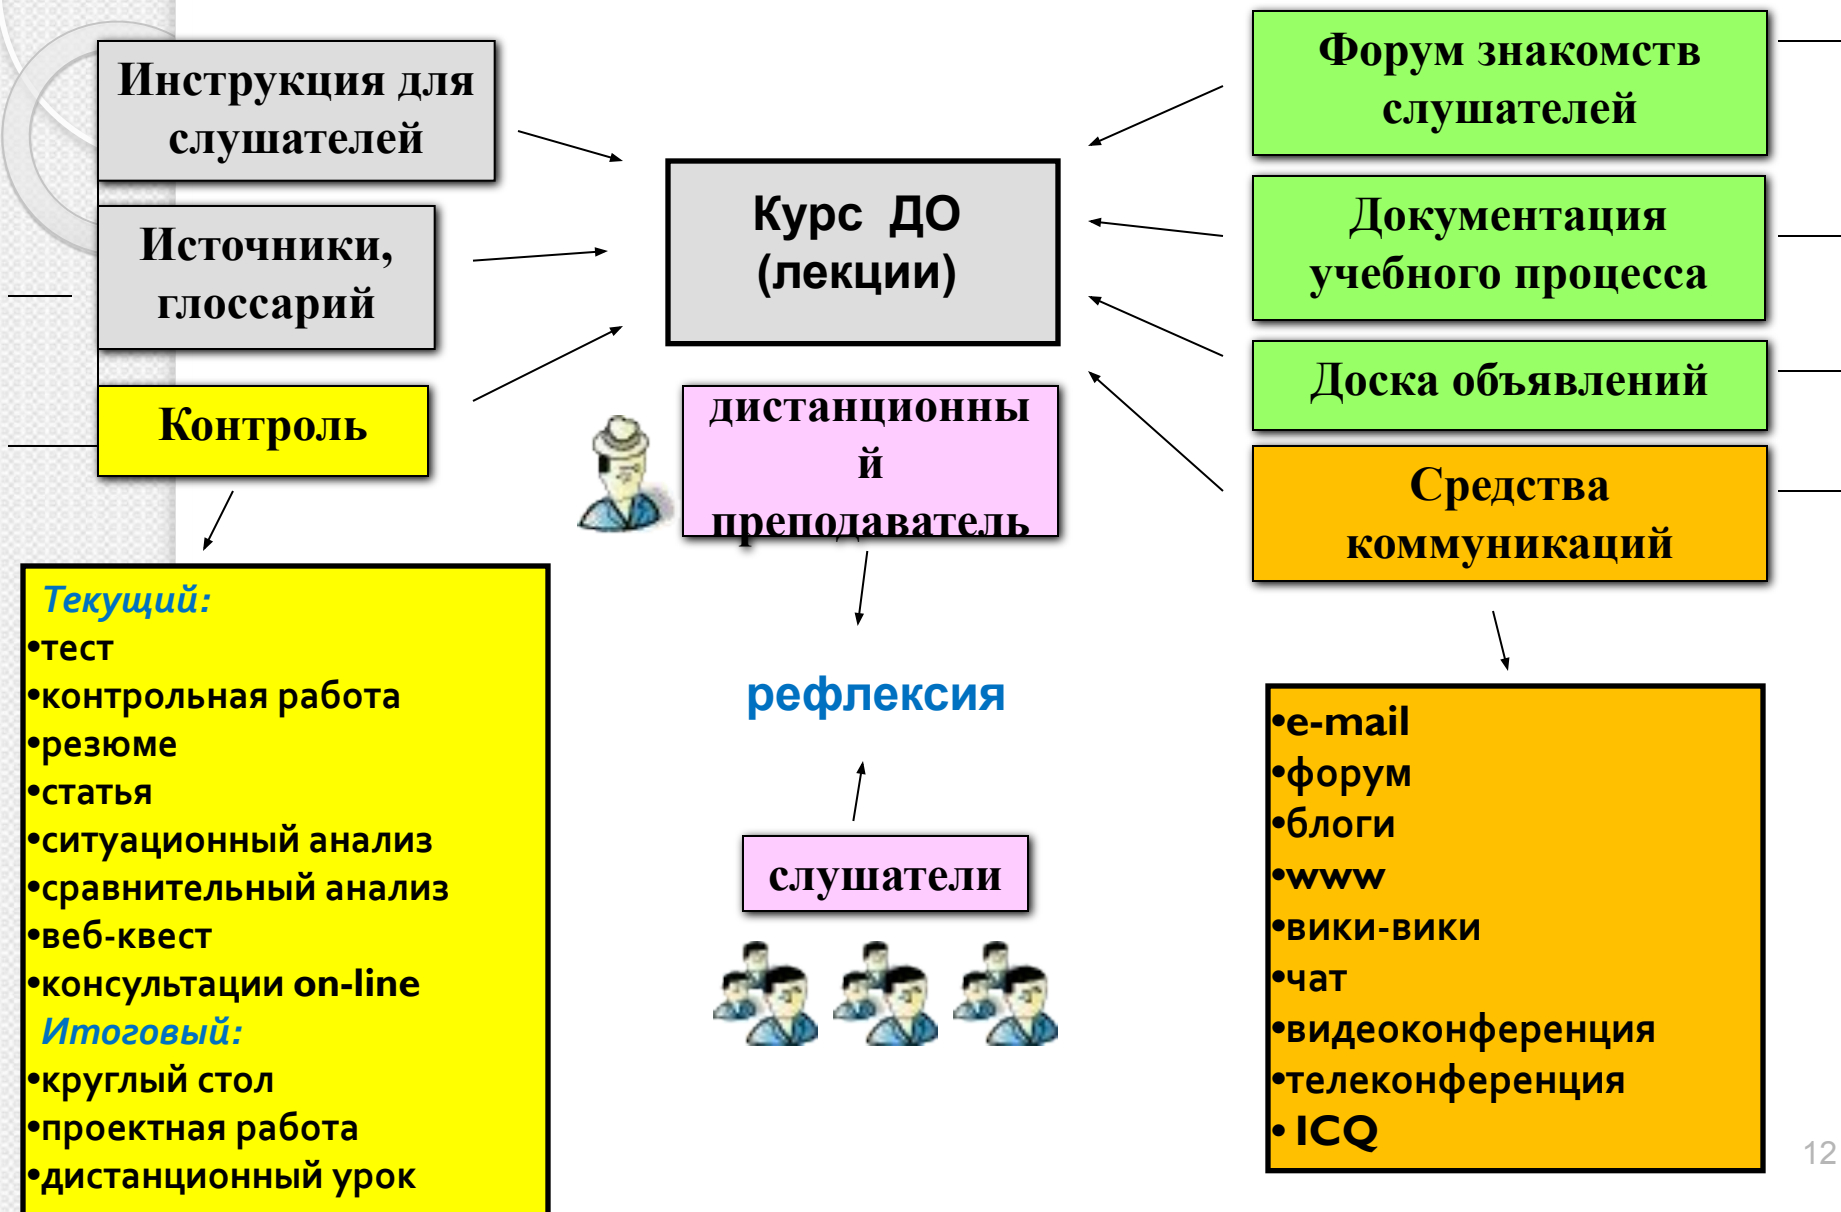 Инструкция для
слушателей
Источники,
глоссарий
Контроль
Текущий:
•тест
•контрольная работа
•резюме
•статья
•ситуационный анализ
•сравнительный анализ
•веб-квест
•консультации on-line
Итоговый:
•круглый стол
•проектная работа
•дистанционный урок
Курс ДО
(лекции)
дистанционны
й
преподаватель
рефлексия
слушатели
Форум знакомств
слушателей
Документация
учебного процесса
Доска объявлений
Средства
коммуникаций
•e-mail
•форум
•блоги
•www
•вики-вики
•чат
•видеоконференция
•телеконференция
• ICQ
12